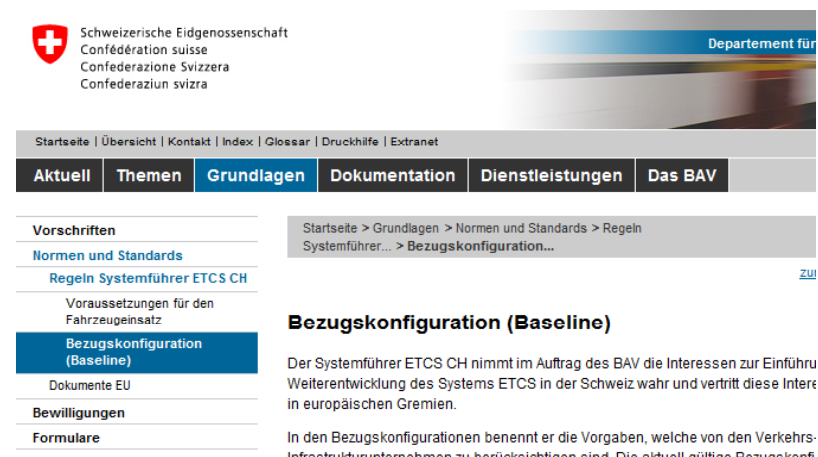 Schweizerische Eidgenossenschaft
Confédération suisse
Confederazione Svizzera
Confederaziun svizra
Departement für
Startseite | Übersicht | Kontakt | Index | Glossar | Druckhilfe | Extranet
Aktuell Themen Grundlagen Dokumentation Dienstleistungen Das BAV
Vorschriften
Normen und Standards
Regeln Systemführer ETCS CH
Voraussetzungen für den
Fahrzeugeinsatz
Bezugskonfiguration
(Baseline)
Dokumente EU
Bewilligungen
Formulare
Startseite > Grundlagen > Normen und Standards > Regeln
Systemführer... > Bezugskonfiguration...
Bezugskonfiguration (Baseline)
Der Systemführer ETCS CH nimmt im Auftrag des BAV die Interessen zur
Weiterentwicklung des Systems ETCS in der Schweiz wahr und vertritt diese
in europäischen Gremien.
In den Bezugskonfigurationen benennt er die Vorgaben, welche von den Verkehrs-